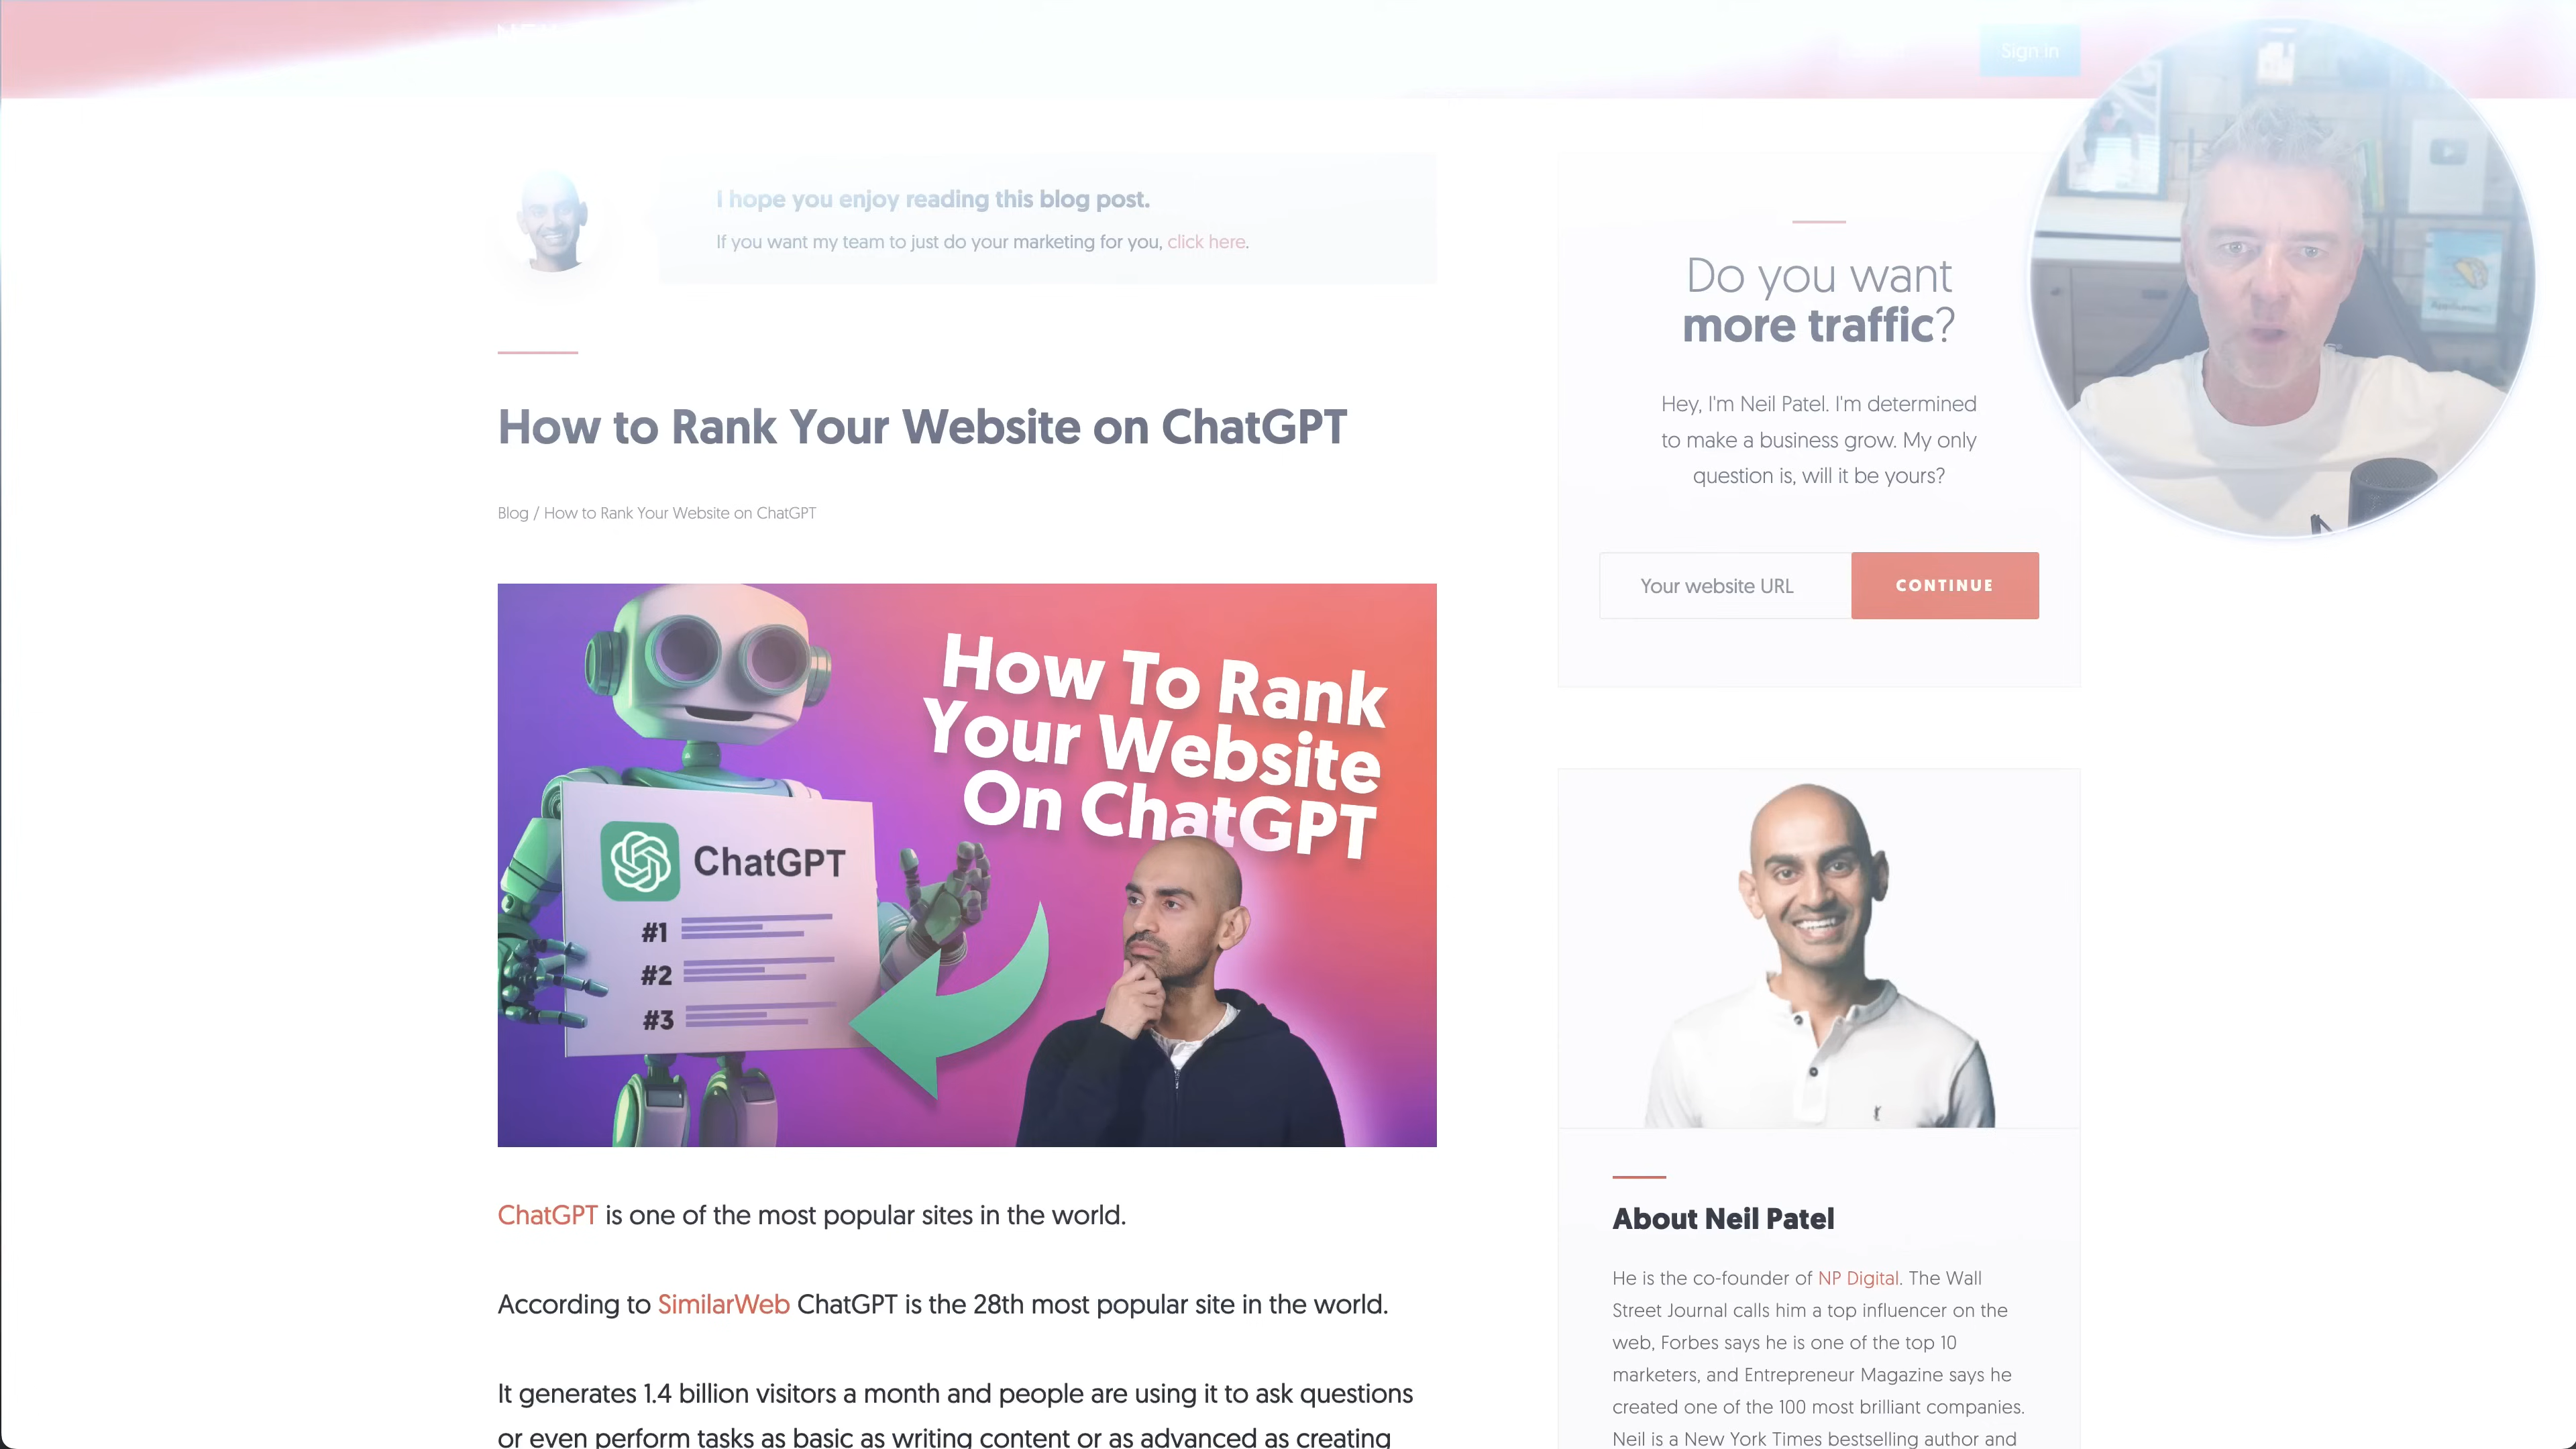 Sign in
I hope you enjoy reading this blog post.
If you want my team to just do your marketing for you, click here.
How to Rank Your Website on ChatGPT
Blog / How to Rank Your Website on ChatGPT
How To Rank
Your Website
On ChatGPT
ChatGPT
#1
#2
#3
ChatGPT is one of the most popular sites in the world.
According to SimilarWeb ChatGPT is the 28th most popular site in the world.
It generates 1.4 billion visitors a month and people are using it to ask questions
or even perform tasks as basic as writing content or as advanced as creating
Do you want
more traffic?
Hey, I'm Neil Patel. I'm determined
to make a business grow. My only
question is, will it be yours?
Your website URL
CONTINUE
About Neil Patel
He is the co-founder of NP Digital. The Wall
Street Journal calls him a top influencer on the
web, Forbes says he is one of the top 10
marketers, and Entrepreneur Magazine says he
created one of the 100 most brilliant companies.
Neil is a New York Times bestselling author and